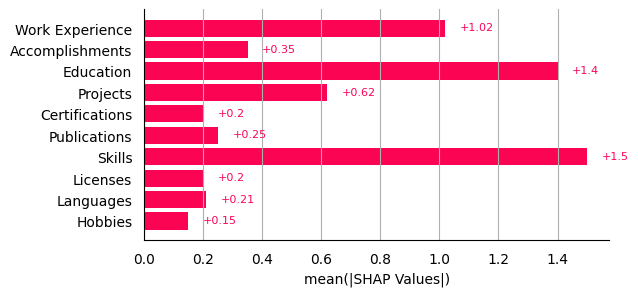 Work Experience +1.02
Accomplishments +0.35
Education +1.4
Projects +0.62
Certifications +0.2
Publications +0.25
Skills +1.5
Licenses +0.2
Languages +0.21
Hobbies +0.15
0.0 0.2 0.4 0.6 0.8 1.0 1.2 1.4
mean(|SHAP Values|)